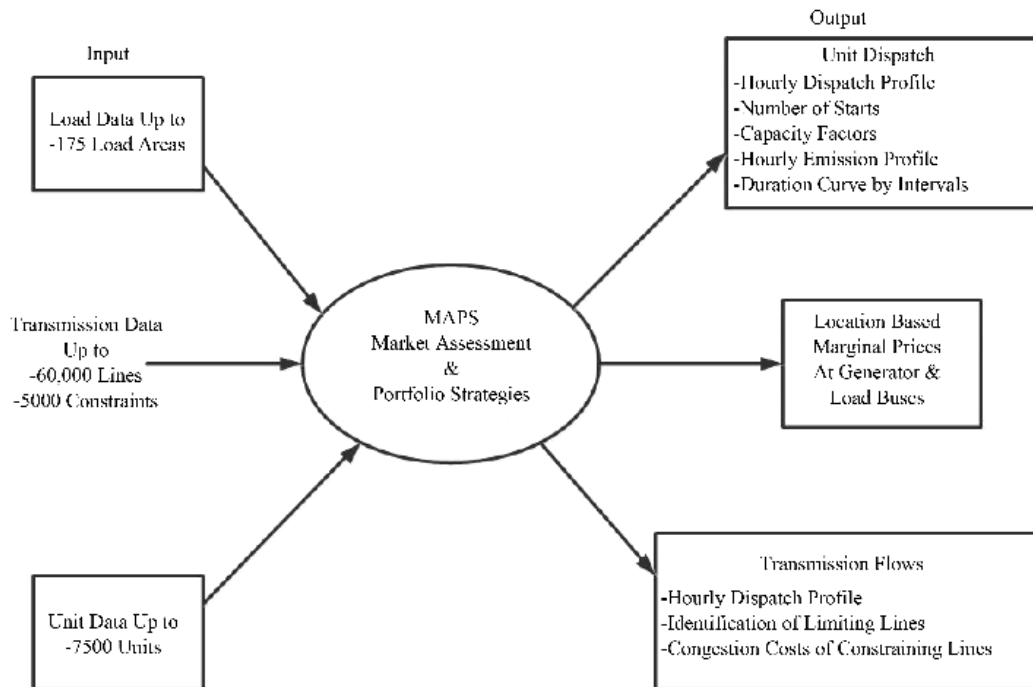 Input
Load Data Up to
-175 Load Areas
Transmission Data
Up to
-60,000 Lines
-5000 Constraints
Unit Data Up to
-7500 Units
MAPS
Market Assessment
&
Portfolio Strategies
Output
Unit Dispatch
-Hourly Dispatch Profile
-Number of Starts
-Capacity Factors
-Hourly Emission Profile
-Duration Curve by Intervals
Location Based
Marginal Prices
At Generator &
Load Buses
Transmission Flows
-Hourly Dispatch Profile
-Identification of Limiting Lines
-Congestion Costs of Constraining Lines